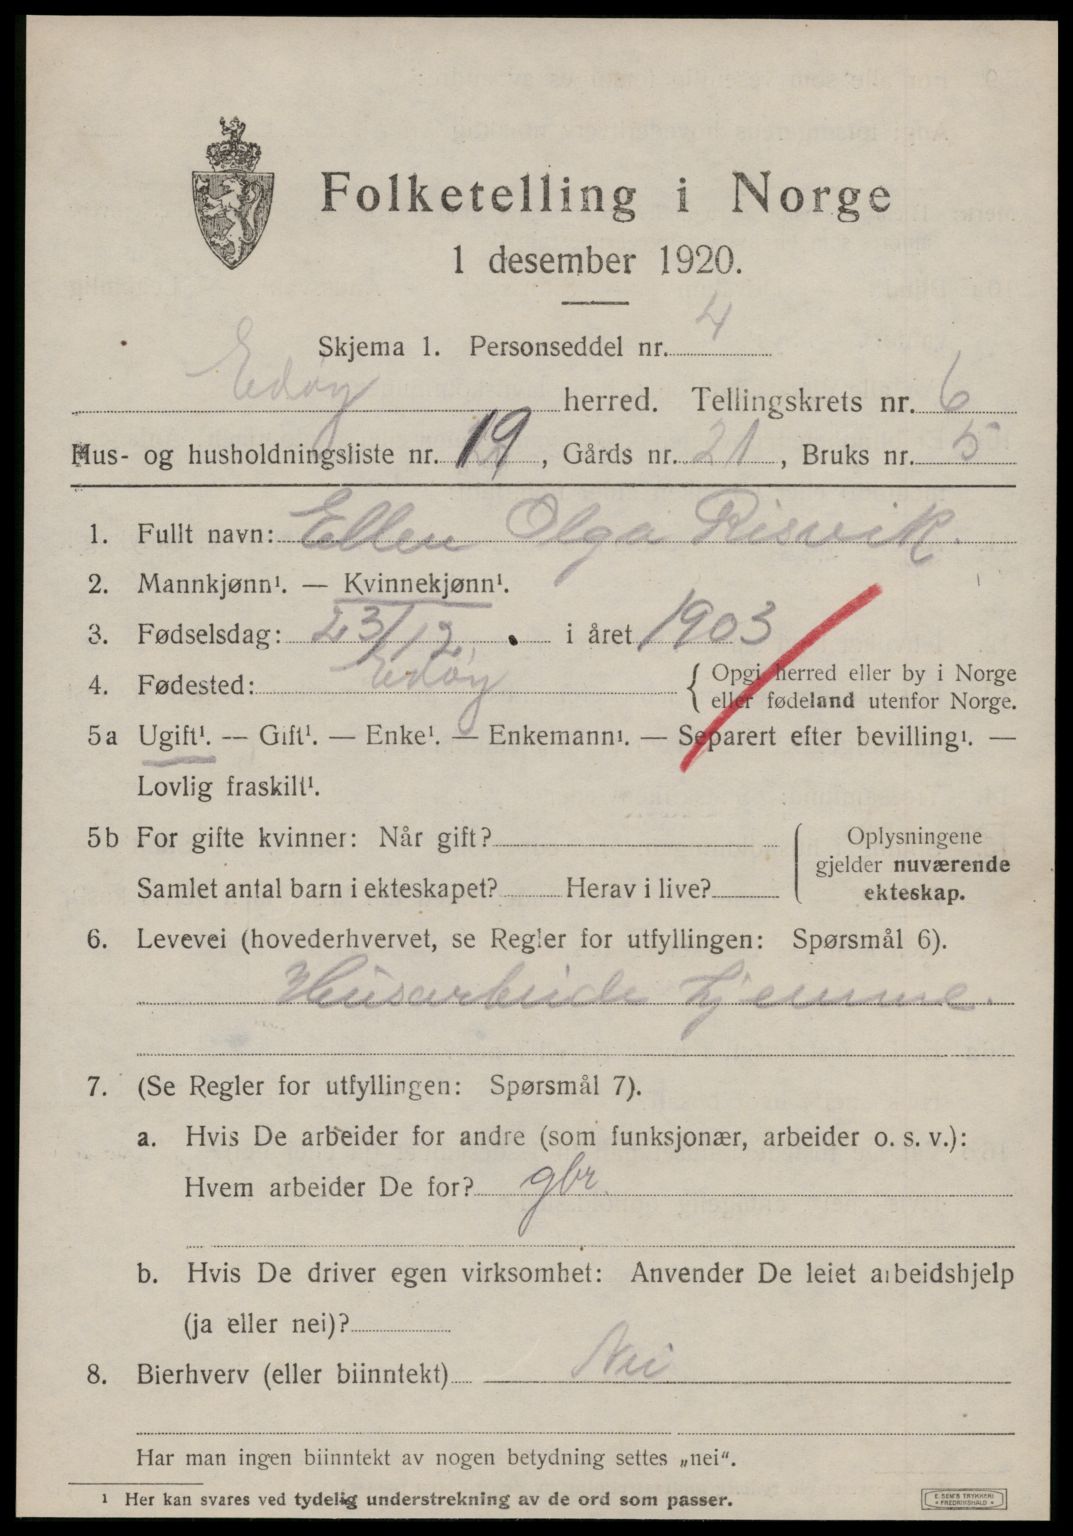 Folketelling i Norge
1 desember 1920.
Skjema 1. Personseddel nr. 4
Edøy herred. Tellingskrets nr. 6
Hus- og husholdningsliste nr. 19, Gårds nr. 21, Bruks nr. 5
1. Fullt navn: Ellen Olga Risvik.
2. Mannkjønn¹. — Kvinnekjønn¹.
3. Fødselsdag: 23/12. i året 1903
4. Fødested: Edøy { Opgi herred eller by i Norge
eller fødeland utenfor Norge.
5a Ugift¹. — Gift¹. — Enke¹. — Enkemann¹. — Separert efter bevilling¹. —
Lovlig fraskilt¹.
5b For gifte kvinner: Når gift?
Samlet antal barn i ekteskapet? Herav i live?
{ Oplysningene
gjelder nuværende
ekteskap.
6. Levevei (hovederhvervet, se Regler for utfyllingen: Spørsmål 6).
Husarbeide hjemme.
7. (Se Regler for utfyllingen: Spørsmål 7).
a. Hvis De arbeider for andre (som funksjonær, arbeider o. s. v.):
Hvem arbeider De for? gbr.
b. Hvis De driver egen virksomhet: Anvender De leiet arbeidshjelp
(ja eller nei)?
8. Bierhverv (eller biinntekt) Nei
Har man ingen biinntekt av nogen betydning settes „nei".
¹ Her kan svares ved tydelig understrekning av de ord som passer.
E. SEM'S TRYKKERI
• FREDRIKSHALD •